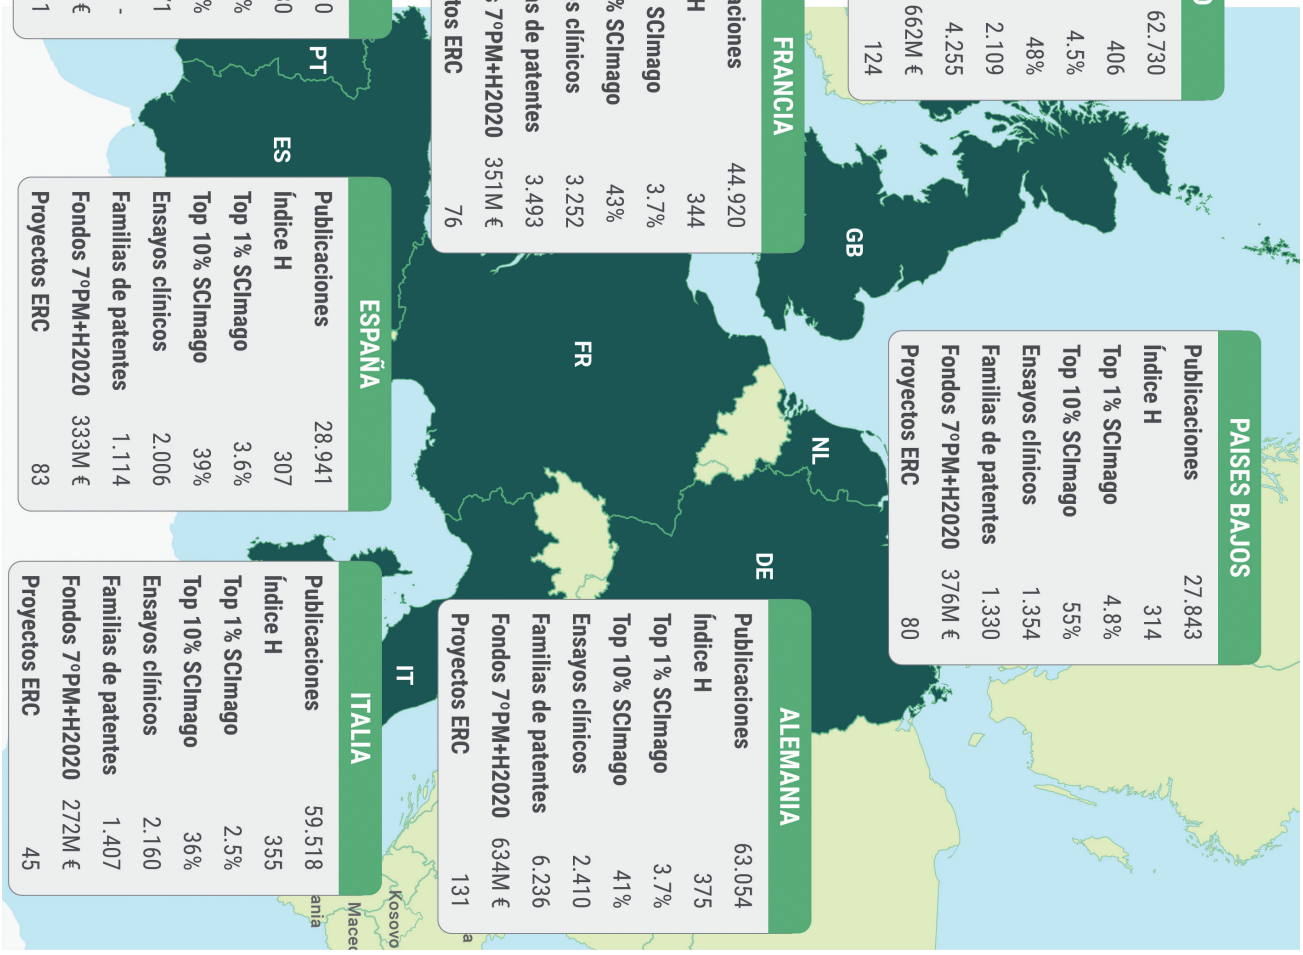 62.730
406
4.5%
48%
2.109
4.255
662M €
124
PAISES BAJOS
Publicaciones 27.843
Índice H 314
Top 1% SCImago 4.8%
Top 10% SCImago 55%
Ensayos clínicos 1.354
Familias de patentes 1.330
Fondos 7ºPM+H2020 376M €
Proyectos ERC 80
GB
NL
DE
FRANCIA
aciones 44.920
H 344
SCImago 3.7%
% SCImago 43%
s clínicos 3.252
as de patentes 3.493
s 7ºPM+H2020 351M €
tos ERC 76
FR
ALEMANIA
Publicaciones 63.054
Índice H 375
Top 1% SCImago 3.7%
Top 10% SCImago 41%
Ensayos clínicos 2.410
Familias de patentes 6.236
Fondos 7ºPM+H2020 634M €
Proyectos ERC 131
PT
ES
IT
Kosovo
Maced
ania
ESPAÑA
Publicaciones 28.941
Índice H 307
Top 1% SCImago 3.6%
Top 10% SCImago 39%
Ensayos clínicos 2.006
Familias de patentes 1.114
Fondos 7ºPM+H2020 333M €
Proyectos ERC 83
ITALIA
Publicaciones 59.518
Índice H 355
Top 1% SCImago 2.5%
Top 10% SCImago 36%
Ensayos clínicos 2.160
Familias de patentes 1.407
Fondos 7ºPM+H2020 272M €
Proyectos ERC 45